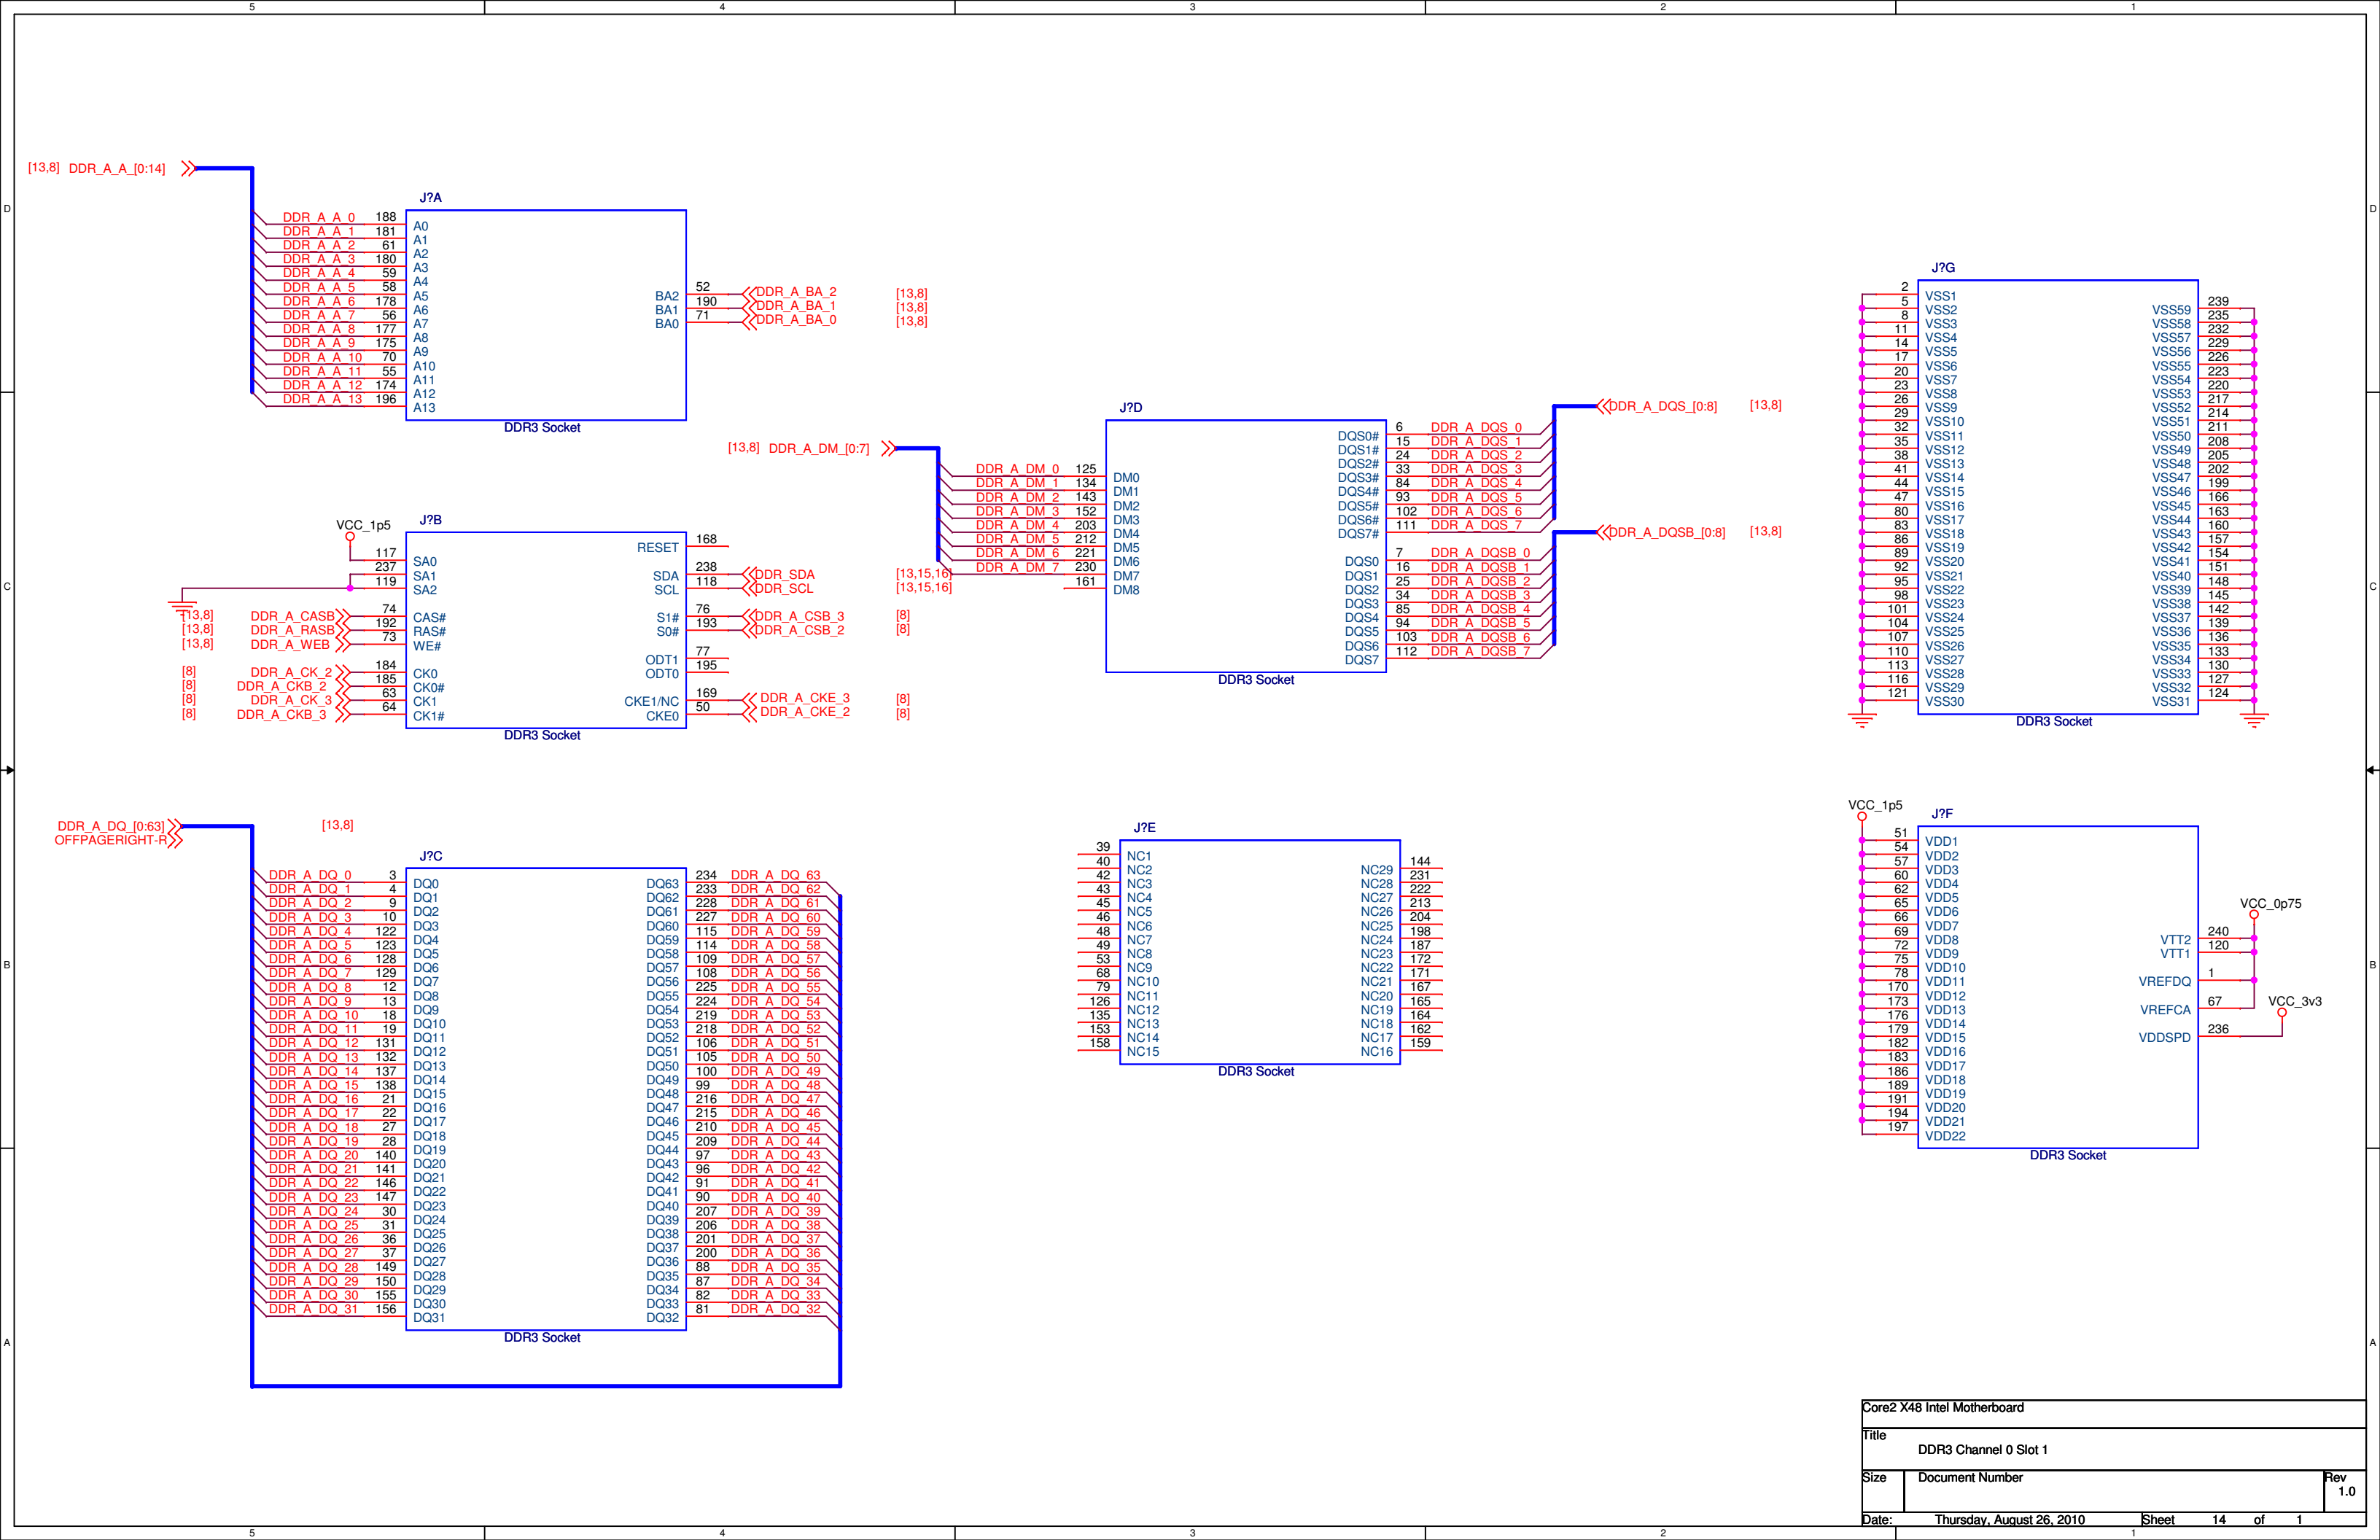 5 4 3 2 1
D D
C C
B B
A A
[13,8] DDR_A_A_[0:14]
J?A
DDR_A_A_0 188 A0
DDR_A_A_1 181 A1
DDR_A_A_2 61 A2
DDR_A_A_3 180 A3
DDR_A_A_4 59 A4
DDR_A_A_5 58 A5
DDR_A_A_6 178 A6
DDR_A_A_7 56 A7
DDR_A_A_8 177 A8
DDR_A_A_9 175 A9
DDR_A_A_10 70 A10
DDR_A_A_11 55 A11
DDR_A_A_12 174 A12
DDR_A_A_13 196 A13
BA2 52 DDR_A_BA_2 [13,8]
BA1 190 DDR_A_BA_1 [13,8]
BA0 71 DDR_A_BA_0 [13,8]
DDR3 Socket
VCC_1p5
J?B
117 SA0
237 SA1
119 SA2
[13,8] DDR_A_CASB 74 CAS#
[13,8] DDR_A_RASB 192 RAS#
[13,8] DDR_A_WEB 73 WE#
[8] DDR_A_CK_2 184 CK0
[8] DDR_A_CKB_2 185 CK0#
[8] DDR_A_CK_3 63 CK1
[8] DDR_A_CKB_3 64 CK1#
RESET 168
SDA 238 DDR_SDA [13,15,16]
SCL 118 DDR_SCL [13,15,16]
S1# 76 DDR_A_CSB_3 [8]
S0# 193 DDR_A_CSB_2 [8]
ODT1 77
ODT0 195
CKE1/NC 169 DDR_A_CKE_3 [8]
CKE0 50 DDR_A_CKE_2 [8]
DDR3 Socket
DDR_A_DQ_[0:63] [13,8]
OFFPAGERIGHT-R
J?C
DDR_A_DQ_0 3 DQ0 DQ63 234 DDR_A_DQ_63
DDR_A_DQ_1 4 DQ1 DQ62 233 DDR_A_DQ_62
DDR_A_DQ_2 9 DQ2 DQ61 228 DDR_A_DQ_61
DDR_A_DQ_3 10 DQ3 DQ60 227 DDR_A_DQ_60
DDR_A_DQ_4 122 DQ4 DQ59 115 DDR_A_DQ_59
DDR_A_DQ_5 123 DQ5 DQ58 114 DDR_A_DQ_58
DDR_A_DQ_6 128 DQ6 DQ57 109 DDR_A_DQ_57
DDR_A_DQ_7 129 DQ7 DQ56 108 DDR_A_DQ_56
DDR_A_DQ_8 12 DQ8 DQ55 225 DDR_A_DQ_55
DDR_A_DQ_9 13 DQ9 DQ54 224 DDR_A_DQ_54
DDR_A_DQ_10 18 DQ10 DQ53 219 DDR_A_DQ_53
DDR_A_DQ_11 19 DQ11 DQ52 218 DDR_A_DQ_52
DDR_A_DQ_12 131 DQ12 DQ51 106 DDR_A_DQ_51
DDR_A_DQ_13 132 DQ13 DQ50 105 DDR_A_DQ_50
DDR_A_DQ_14 137 DQ14 DQ49 100 DDR_A_DQ_49
DDR_A_DQ_15 138 DQ15 DQ48 99 DDR_A_DQ_48
DDR_A_DQ_16 21 DQ16 DQ47 216 DDR_A_DQ_47
DDR_A_DQ_17 22 DQ17 DQ46 215 DDR_A_DQ_46
DDR_A_DQ_18 27 DQ18 DQ45 210 DDR_A_DQ_45
DDR_A_DQ_19 28 DQ19 DQ44 209 DDR_A_DQ_44
DDR_A_DQ_20 140 DQ20 DQ43 97 DDR_A_DQ_43
DDR_A_DQ_21 141 DQ21 DQ42 96 DDR_A_DQ_42
DDR_A_DQ_22 146 DQ22 DQ41 91 DDR_A_DQ_41
DDR_A_DQ_23 147 DQ23 DQ40 90 DDR_A_DQ_40
DDR_A_DQ_24 30 DQ24 DQ39 207 DDR_A_DQ_39
DDR_A_DQ_25 31 DQ25 DQ38 206 DDR_A_DQ_38
DDR_A_DQ_26 36 DQ26 DQ37 201 DDR_A_DQ_37
DDR_A_DQ_27 37 DQ27 DQ36 200 DDR_A_DQ_36
DDR_A_DQ_28 149 DQ28 DQ35 88 DDR_A_DQ_35
DDR_A_DQ_29 150 DQ29 DQ34 87 DDR_A_DQ_34
DDR_A_DQ_30 155 DQ30 DQ33 82 DDR_A_DQ_33
DDR_A_DQ_31 156 DQ31 DQ32 81 DDR_A_DQ_32
DDR3 Socket
[13,8] DDR_A_DM_[0:7]
J?D
DDR_A_DM_0 125 DM0
DDR_A_DM_1 134 DM1
DDR_A_DM_2 143 DM2
DDR_A_DM_3 152 DM3
DDR_A_DM_4 203 DM4
DDR_A_DM_5 212 DM5
DDR_A_DM_6 221 DM6
DDR_A_DM_7 230 DM7
161 DM8
DDR_A_DQS_[0:8] [13,8]
DQS0# 6 DDR_A_DQS_0
DQS1# 15 DDR_A_DQS_1
DQS2# 24 DDR_A_DQS_2
DQS3# 33 DDR_A_DQS_3
DQS4# 84 DDR_A_DQS_4
DQS5# 93 DDR_A_DQS_5
DQS6# 102 DDR_A_DQS_6
DQS7# 111 DDR_A_DQS_7
DDR_A_DQSB_[0:8] [13,8]
DQS0 7 DDR_A_DQSB_0
DQS1 16 DDR_A_DQSB_1
DQS2 25 DDR_A_DQSB_2
DQS3 34 DDR_A_DQSB_3
DQS4 85 DDR_A_DQSB_4
DQS5 94 DDR_A_DQSB_5
DQS6 103 DDR_A_DQSB_6
DQS7 112 DDR_A_DQSB_7
DDR3 Socket
J?E
39 NC1
40 NC2 NC29 144
42 NC3 NC28 231
43 NC4 NC27 222
45 NC5 NC26 213
46 NC6 NC25 204
48 NC7 NC24 198
49 NC8 NC23 187
53 NC9 NC22 172
68 NC10 NC21 171
79 NC11 NC20 167
126 NC12 NC19 165
135 NC13 NC18 164
153 NC14 NC17 162
158 NC15 NC16 159
DDR3 Socket
J?G
2 VSS1
5 VSS2 VSS59 239
8 VSS3 VSS58 235
11 VSS4 VSS57 232
14 VSS5 VSS56 229
17 VSS6 VSS55 226
20 VSS7 VSS54 223
23 VSS8 VSS53 220
26 VSS9 VSS52 217
29 VSS10 VSS51 214
32 VSS11 VSS50 211
35 VSS12 VSS49 208
38 VSS13 VSS48 205
41 VSS14 VSS47 202
44 VSS15 VSS46 199
47 VSS16 VSS45 166
80 VSS17 VSS44 163
83 VSS18 VSS43 160
86 VSS19 VSS42 157
89 VSS20 VSS41 154
92 VSS21 VSS40 151
95 VSS22 VSS39 148
98 VSS23 VSS38 145
101 VSS24 VSS37 142
104 VSS25 VSS36 139
107 VSS26 VSS35 136
110 VSS27 VSS34 133
113 VSS28 VSS33 130
116 VSS29 VSS32 127
121 VSS30 VSS31 124
DDR3 Socket
VCC_1p5
J?F
51 VDD1
54 VDD2
57 VDD3
60 VDD4
62 VDD5
65 VDD6
66 VDD7
69 VDD8
72 VDD9
75 VDD10
78 VDD11
170 VDD12
173 VDD13
176 VDD14
179 VDD15
182 VDD16
183 VDD17
186 VDD18
189 VDD19
191 VDD20
194 VDD21
197 VDD22
VCC_0p75
VTT2 240
VTT1 120
VREFDQ 1
VREFCA 67
VCC_3v3
VDDSPD 236
DDR3 Socket
Core2 X48 Intel Motherboard
Title
DDR3 Channel 0 Slot 1
Size Document Number Rev
1.0
Date: Thursday, August 26, 2010 Sheet 14 of 1
5 4 3 2 1